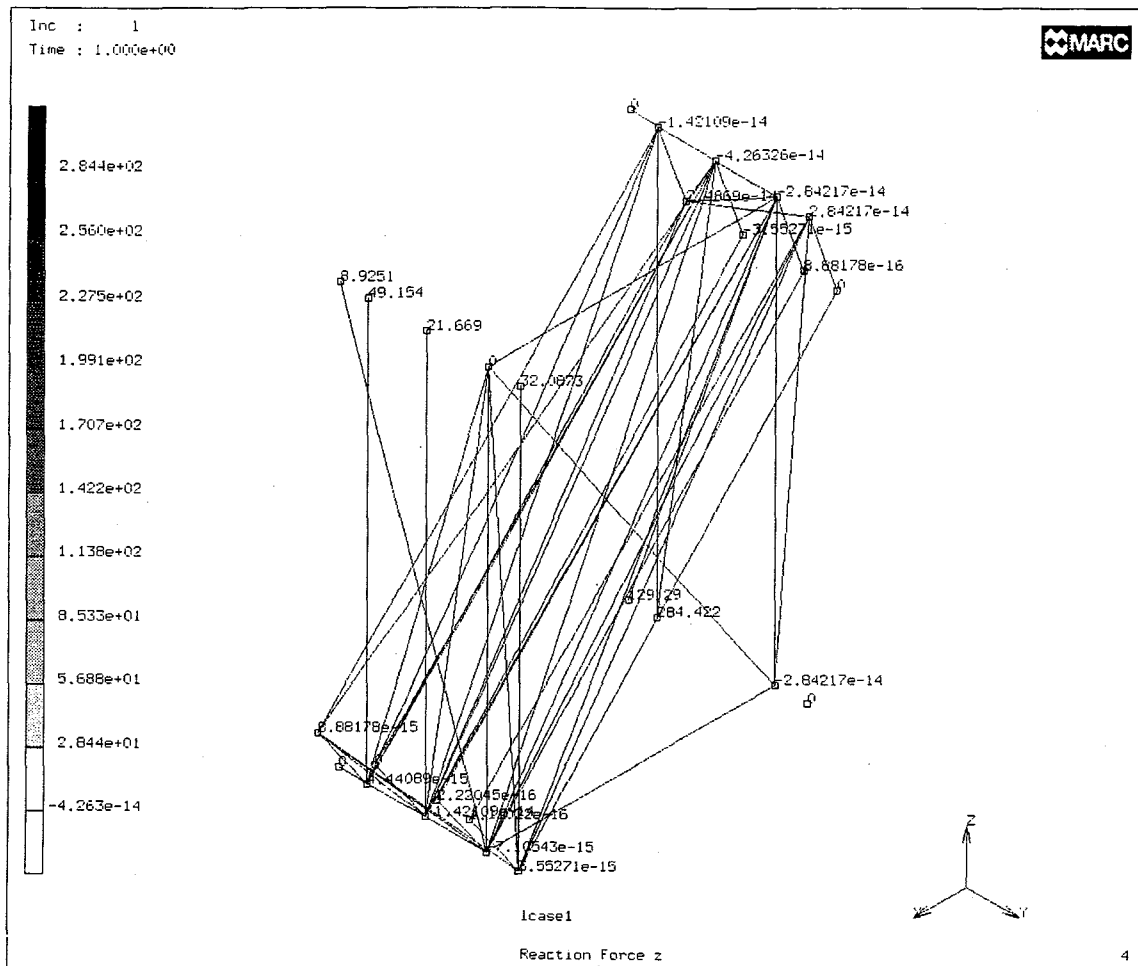 Inc : 1
Time : 1.000e+00
MARC
2.844e+02
2.560e+02
2.275e+02
1.991e+02
1.707e+02
1.422e+02
1.138e+02
8.533e+01
5.688e+01
2.844e+01
-4.263e-14
0
-1.42109e-14
-4.26326e-14
-2.84217e-14
2.84217e-14
8.88178e-16
0
8.9251
49.154
21.669
0
32.0873
284.422
-2.84217e-14
0
-7.10543e-15
Z
Y
lcase1
Reaction Force z
4